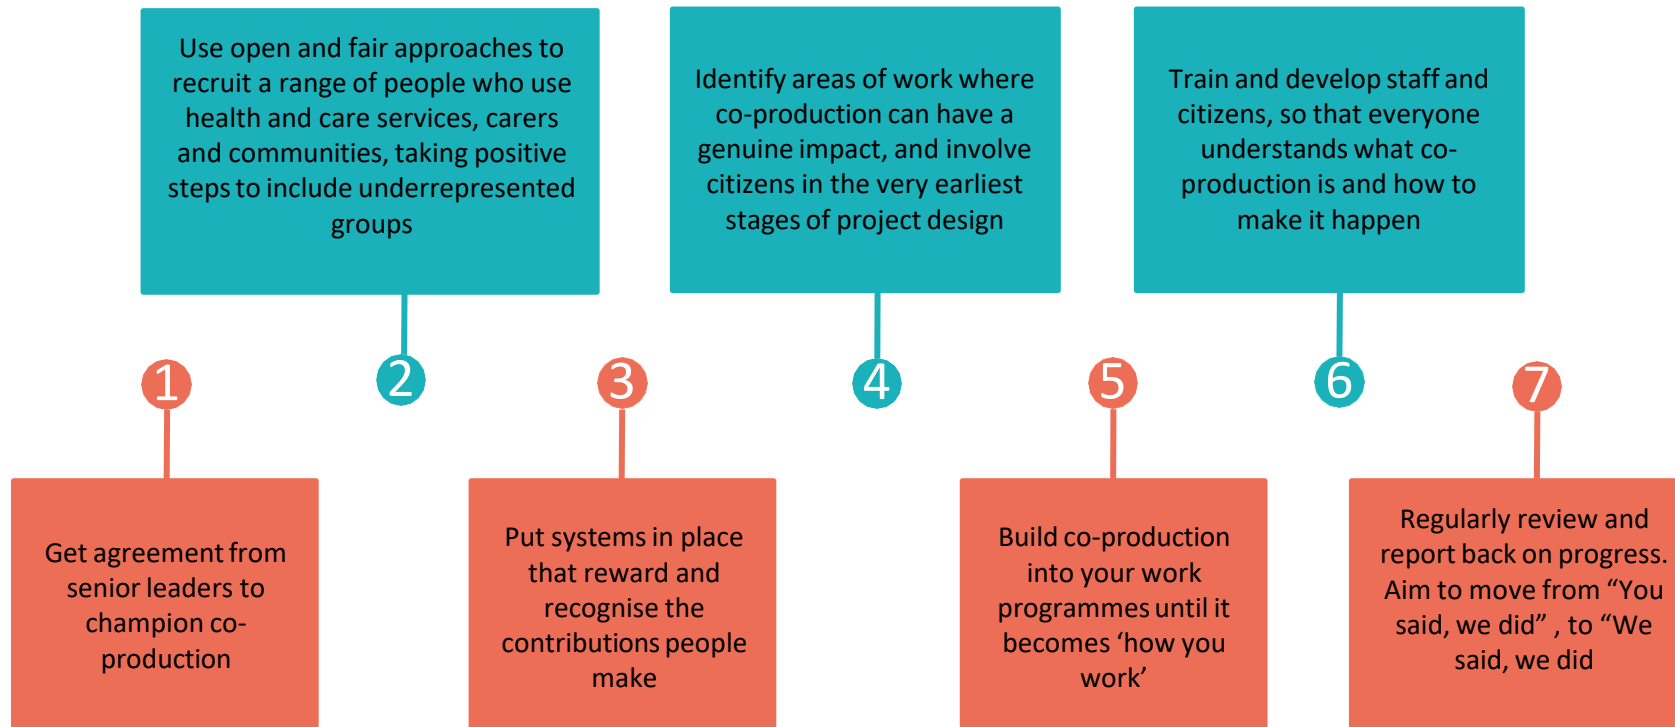 1
Get agreement from
senior leaders to
champion co-
production
2
Use open and fair approaches to
recruit a range of people who use
health and care services, carers
and communities, taking positive
steps to include underrepresented
groups
3
Put systems in place
that reward and
recognise the
contributions people
make
4
Identify areas of work where
co-production can have a
genuine impact, and involve
citizens in the very earliest
stages of project design
5
Build co-production
into your work
programmes until it
becomes ‘how you
work’
6
Train and develop staff and
citizens, so that everyone
understands what co-
production is and how to
make it happen
7
Regularly review and
report back on progress.
Aim to move from “You
said, we did” , to “We
said, we did